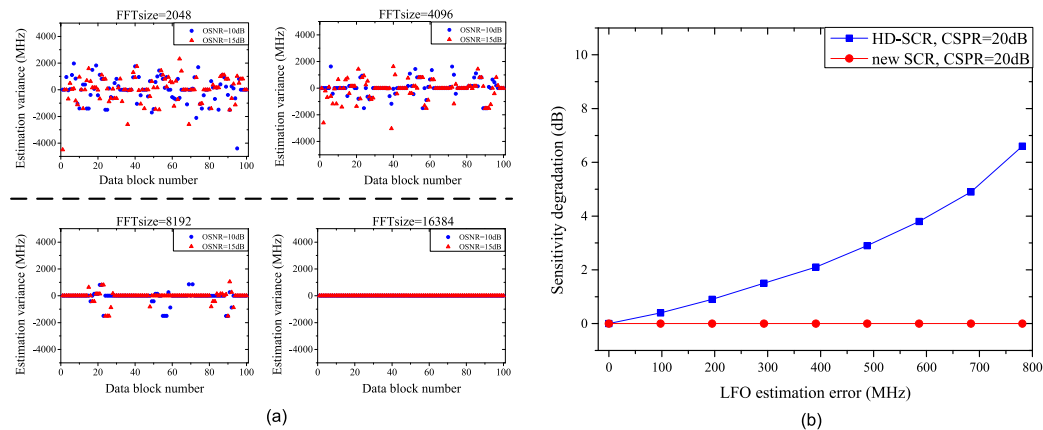 FFTsize=2048
4000
2000
0
-2000
-4000
Estimation variance (MHz)
OSNR=10dB
OSNR=15dB
0 20 40 60 80 100
Data block number
FFTsize=4096
4000
2000
0
-2000
-4000
Estimation variance (MHz)
OSNR=10dB
OSNR=15dB
0 20 40 60 80 100
Data block number
FFTsize=8192
4000
2000
0
-2000
-4000
Estimation variance (MHz)
OSNR=10dB
OSNR=15dB
0 20 40 60 80 100
Data block number
FFTsize=16384
4000
2000
0
-2000
-4000
Estimation variance (MHz)
OSNR=10dB
OSNR=15dB
0 20 40 60 80 100
Data block number
(a)
10
8
6
4
2
0
Sensitivity degradation (dB)
HD-SCR, CSPR=20dB
new SCR, CSPR=20dB
0 100 200 300 400 500 600 700 800
LFO estimation error (MHz)
(b)